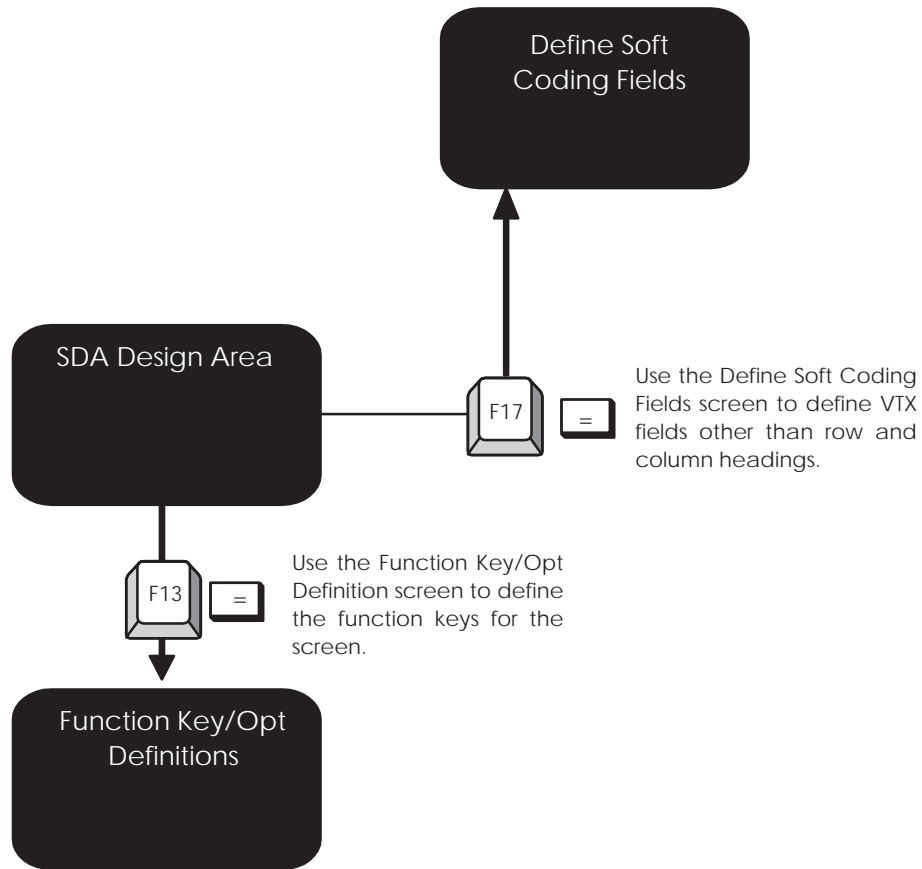 Define Soft
Coding Fields
SDA Design Area
F17
=
Use the Define Soft Coding
Fields screen to define VTX
fields other than row and
column headings.
F13
=
Use the Function Key/Opt
Definition screen to define
the function keys for the
screen.
Function Key/Opt
Definitions